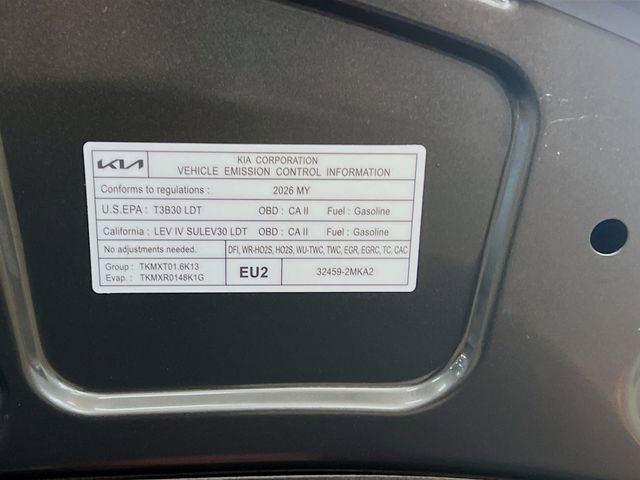 KIA
KIA CORPORATION
VEHICLE EMISSION CONTROL INFORMATION
Conforms to regulations : 2026 MY
U.S.EPA : T3B30 LDT OBD : CA II Fuel : Gasoline
California : LEV IV SULEV30 LDT OBD : CA II Fuel : Gasoline
No adjustments needed. DFI, WR-HO2S, HO2S, WU-TWC, TWC, EGR, EGRC, TC, CAC
Group : TKMXT01.6K13
Evap. : TKMXR0148K1G
EU2
32459-2MKA2